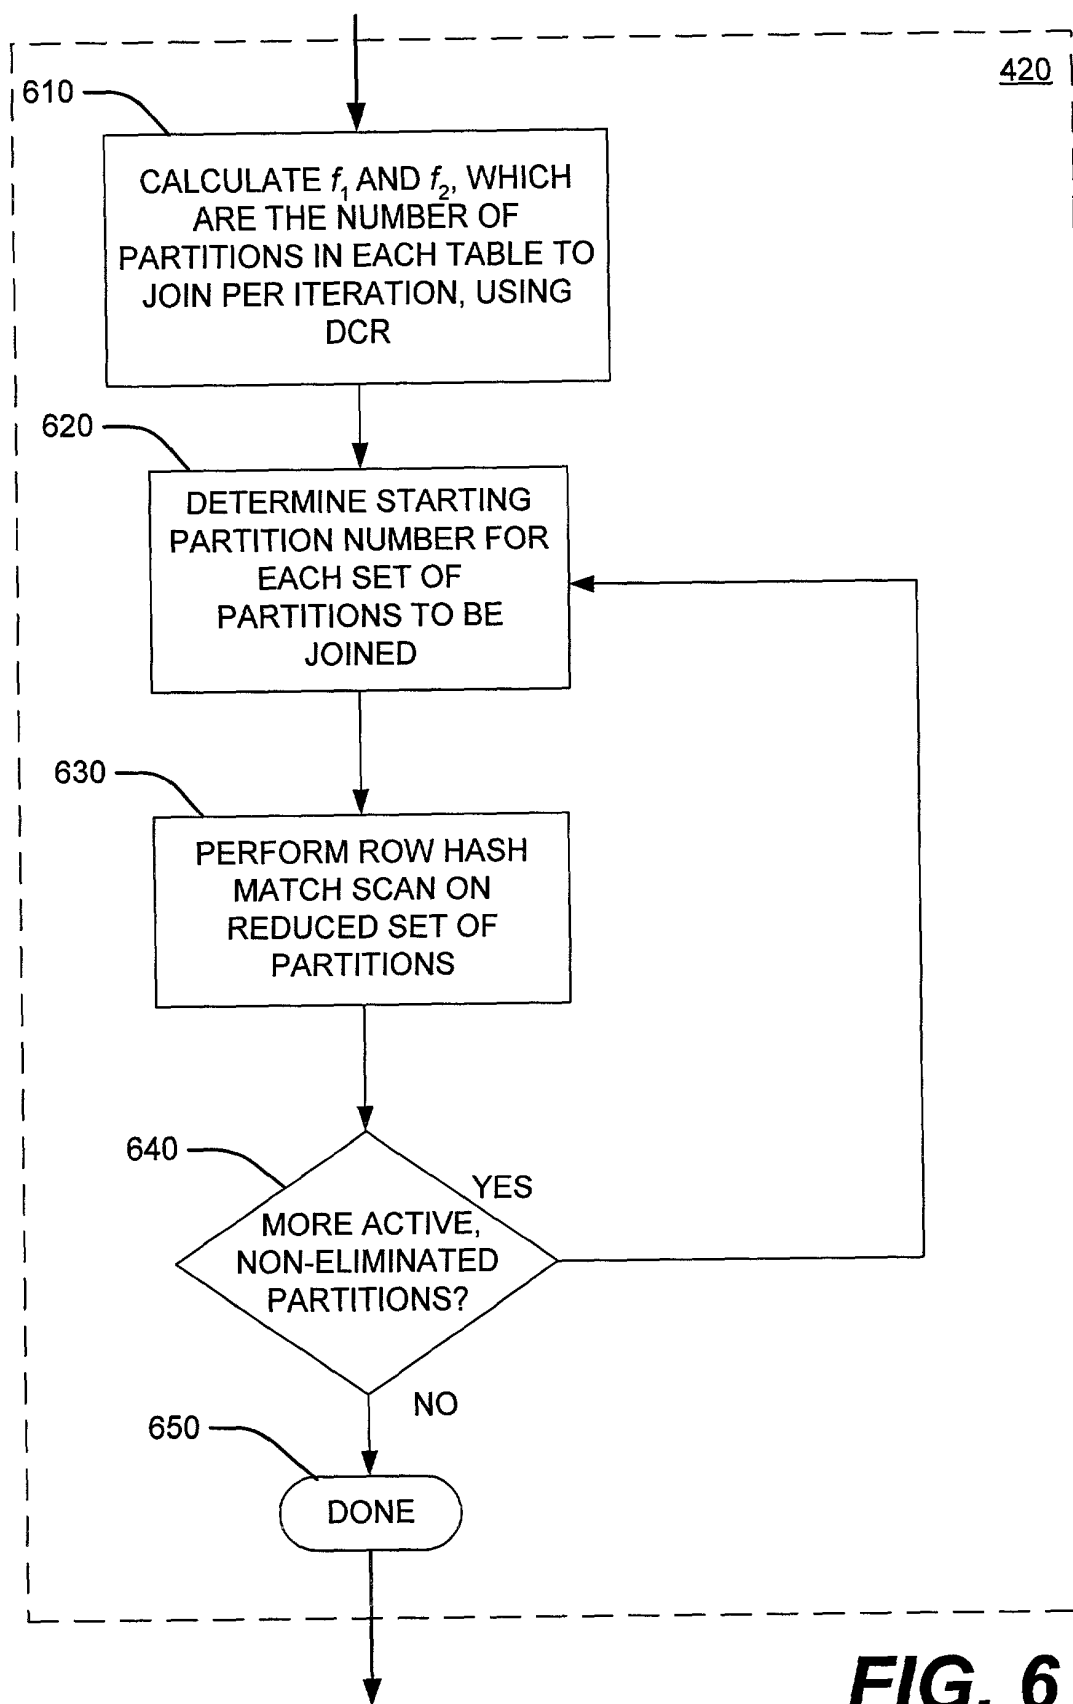 420
610
CALCULATE f1 AND f2, WHICH
ARE THE NUMBER OF
PARTITIONS IN EACH TABLE TO
JOIN PER ITERATION, USING
DCR
620
DETERMINE STARTING
PARTITION NUMBER FOR
EACH SET OF
PARTITIONS TO BE
JOINED
630
PERFORM ROW HASH
MATCH SCAN ON
REDUCED SET OF
PARTITIONS
640
YES
MORE ACTIVE,
NON-ELIMINATED
PARTITIONS?
NO
650
DONE
FIG. 6